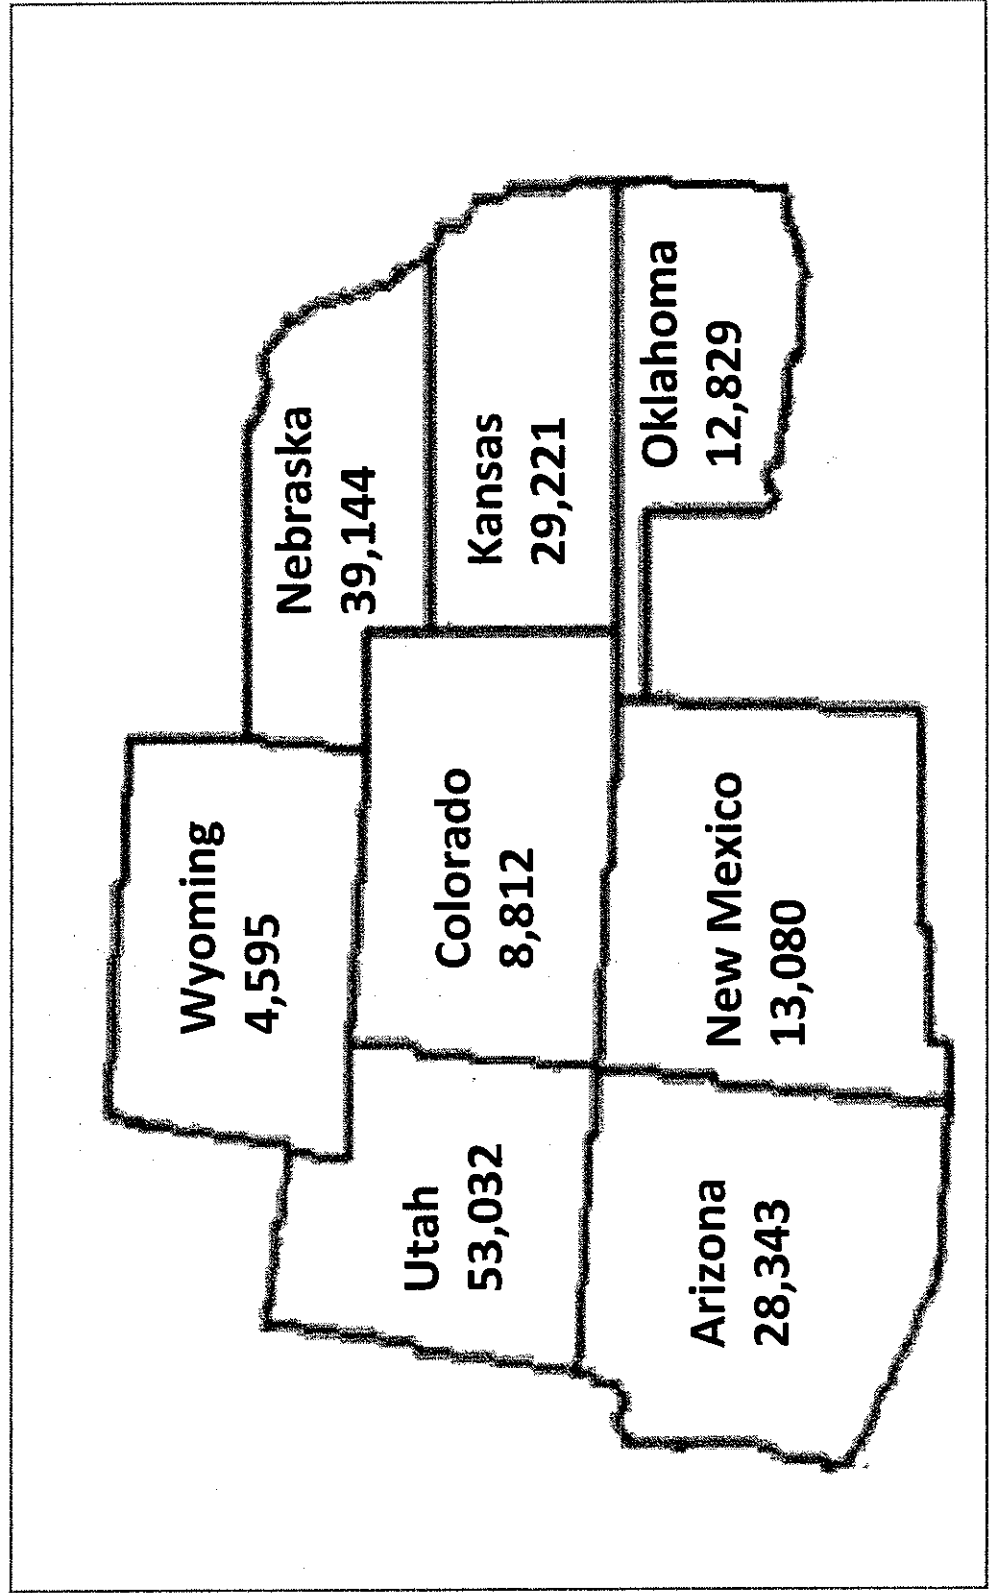 Wyoming
4,595
Nebraska
39,144
Utah
53,032
Colorado
8,812
Kansas
29,221
Arizona
28,343
New Mexico
13,080
Oklahoma
12,829